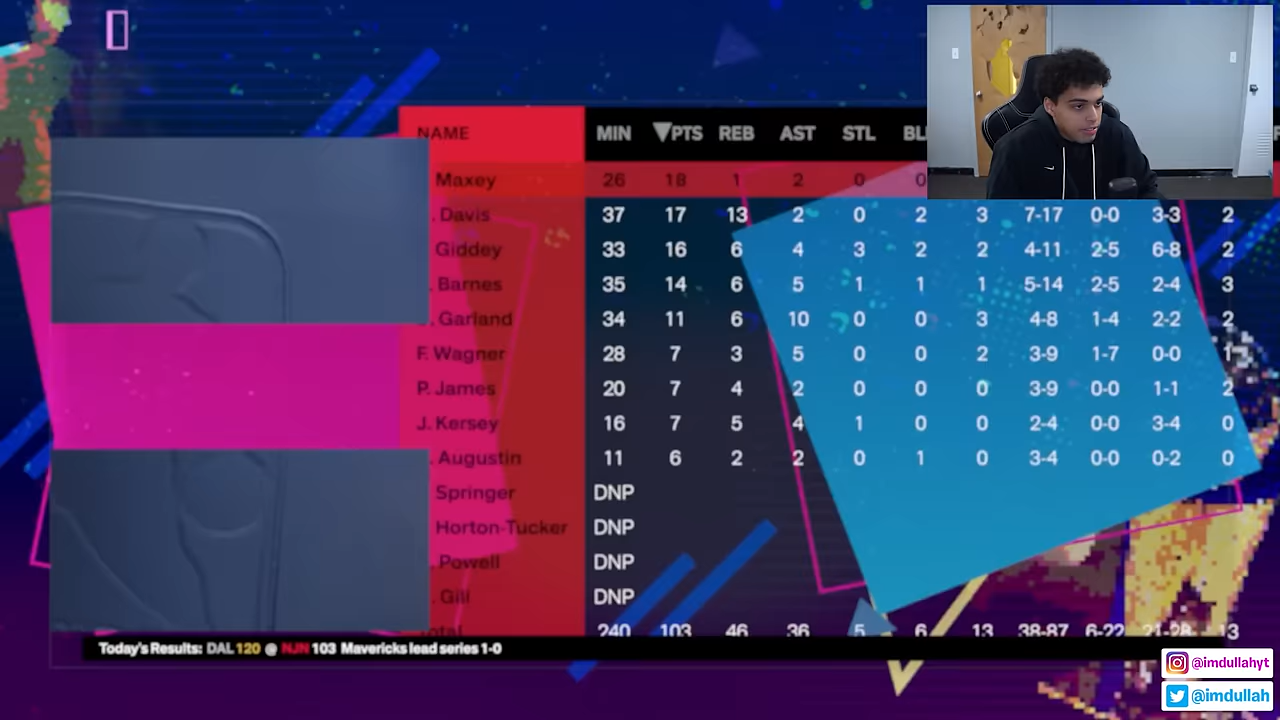 NAME MIN ▼PTS REB AST STL
Maxey 26 18 1 2 0 0
. Davis 37 17 13 2 0 2 3 7-17 0-0 3-3 2
Giddey 33 16 6 4 3 2 2 4-11 2-5 6-8 2
. Barnes 35 14 6 5 1 1 1 5-14 2-5 2-4 3
. Garland 34 11 6 10 0 0 3 4-8 1-4 2-2 2
F. Wagner 28 7 3 5 0 0 2 3-9 1-7 0-0 1
P. James 20 7 4 2 0 0 0 3-9 0-0 1-1 2
J. Kersey 16 7 5 4 1 0 0 2-4 0-0 3-4 0
. Augustin 11 6 2 2 0 1 0 3-4 0-0 0-2 0
Springer DNP
Horton-Tucker DNP
. Powell DNP
. Gill DNP
Total 240 103 46 36 5 6 13 38-87 6-22 21-28 13
Today's Results: DAL 120 @ NJN 103 Mavericks lead series 1-0
@imdullahyt
@imdullah